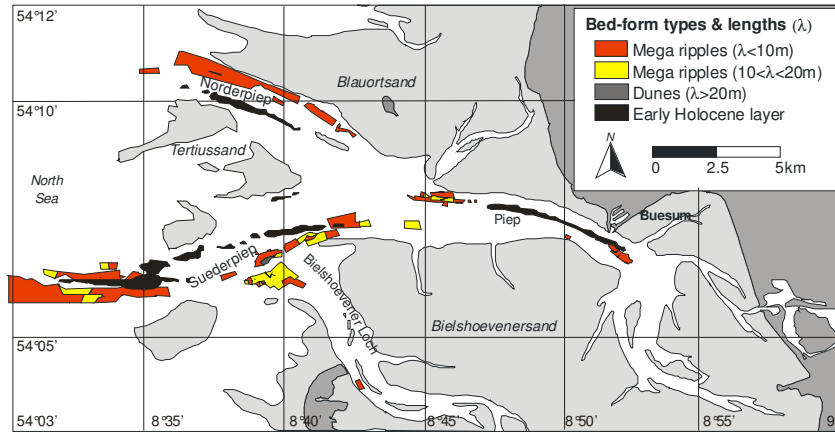 54°12'
Bed-form types & lengths (λ)
Mega ripples (λ<10m)
Mega ripples (10<λ<20m)
Dunes (λ>20m)
Early Holocene layer
N
0 2.5 5km
Blauortsand
Norderpiep
54°10'
Tertiussand
North
Sea
Piep
Buesum
Suederpiep
Bielshoevener Loch
Bielshoevensersand
54°05'
54°03'
8°35'
8°40'
8°45'
8°50'
8°55'
9